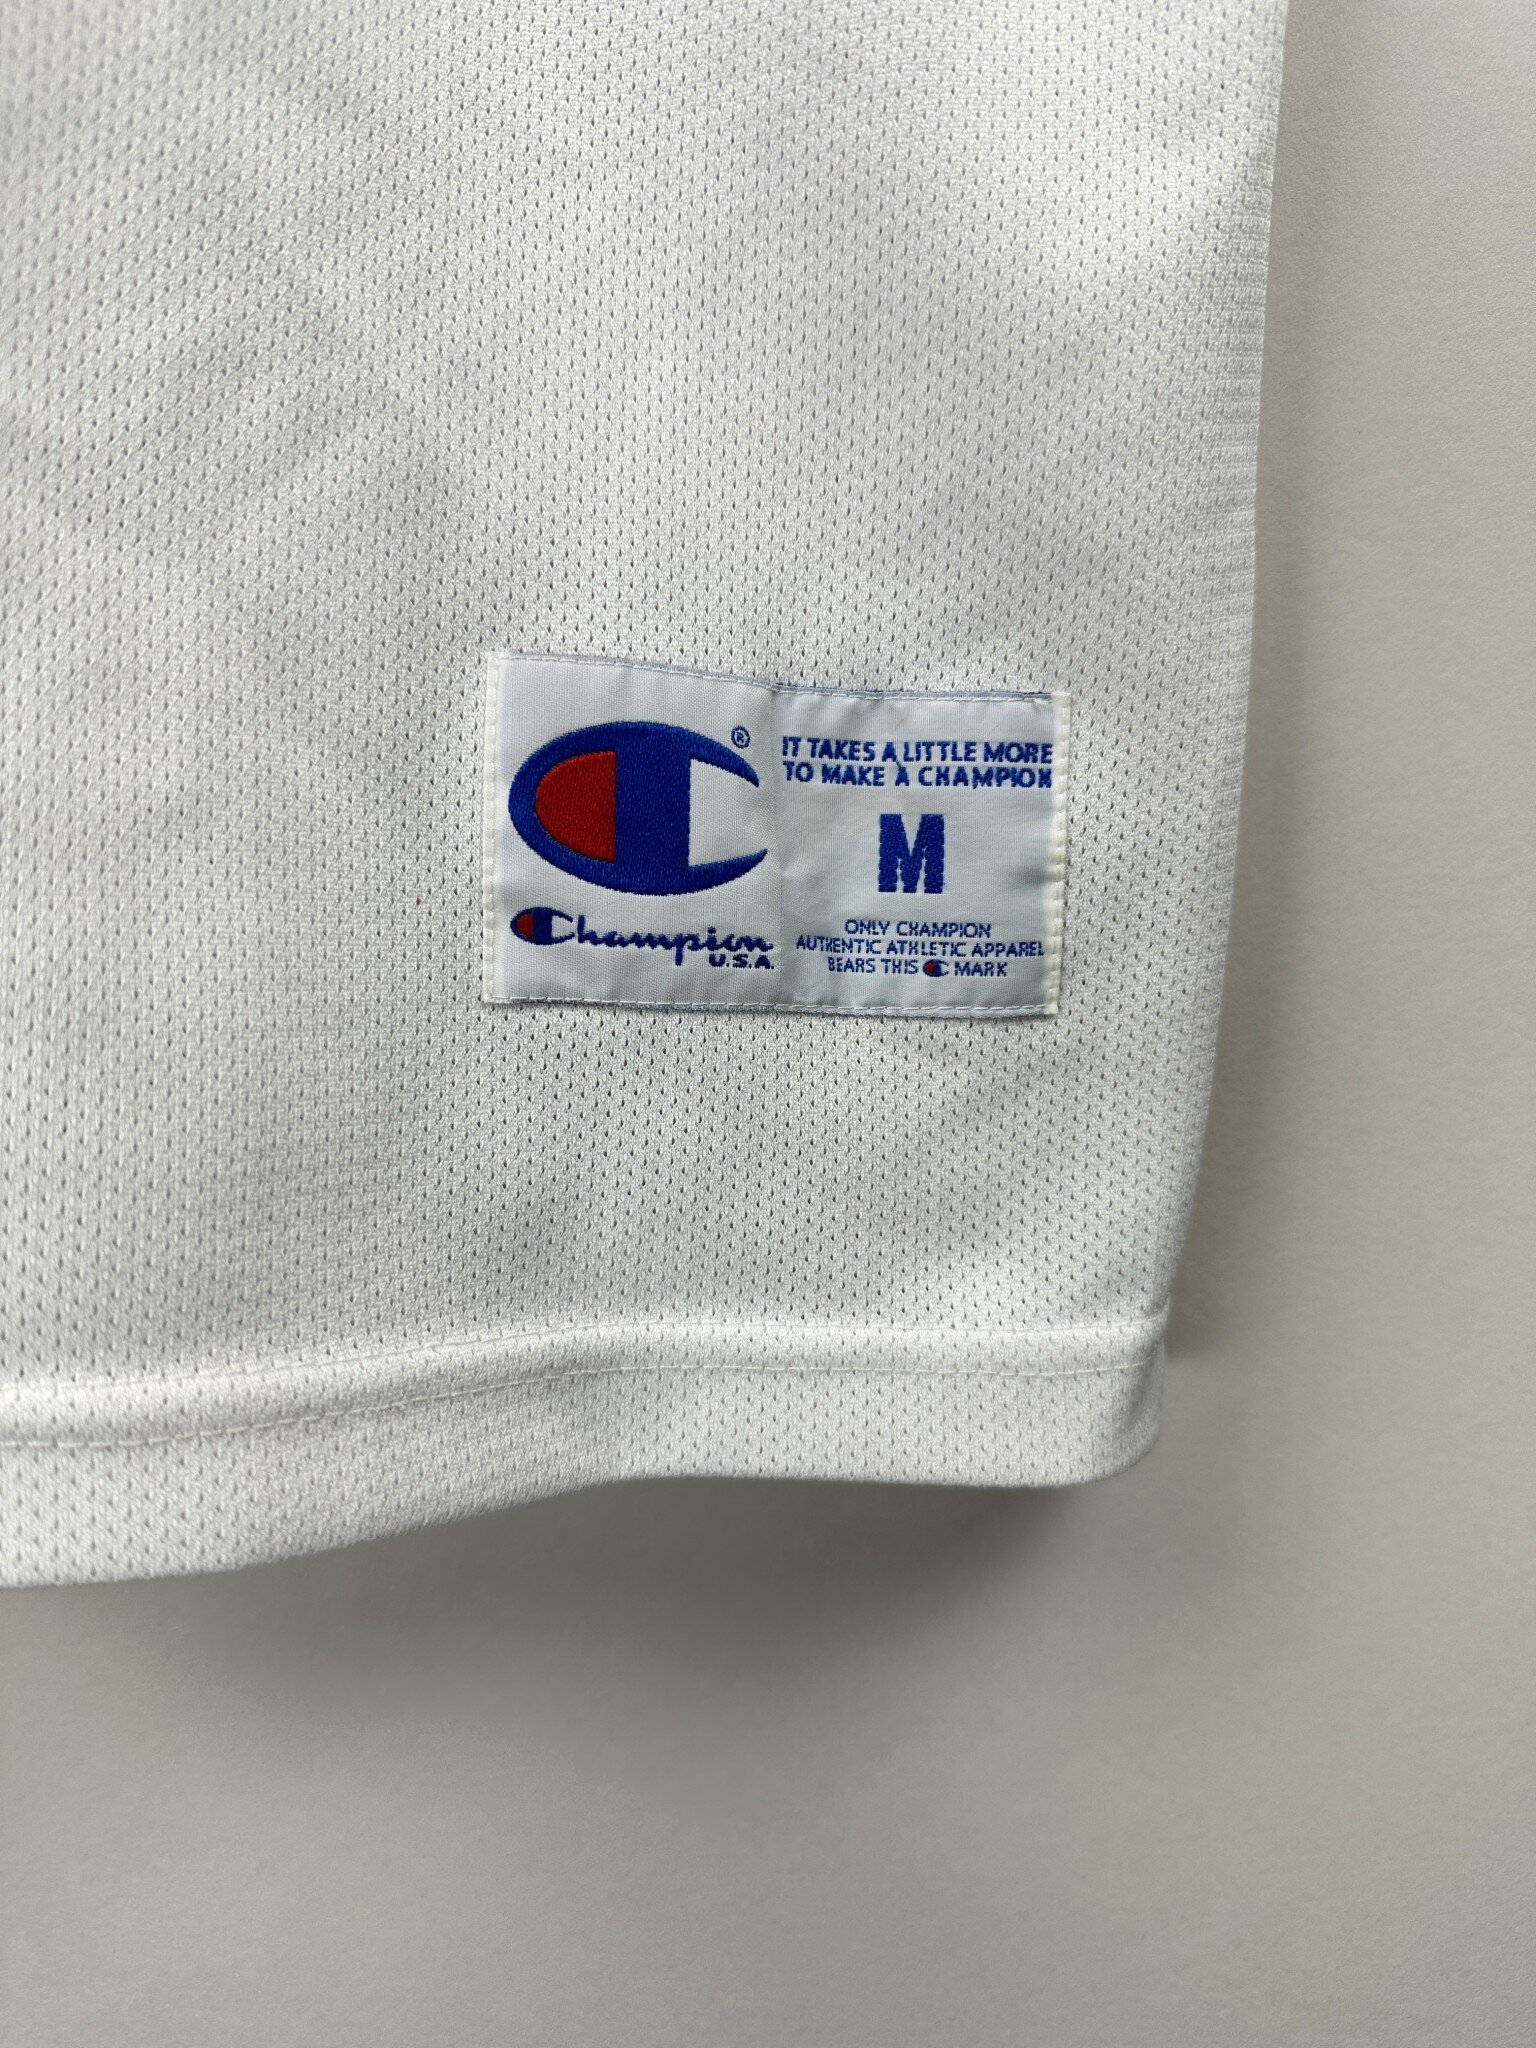 ®
Champion
U.S.A.
IT TAKES A LITTLE MORE
TO MAKE A CHAMPION
M
ONLY CHAMPION
AUTHENTIC ATHLETIC APPAREL
BEARS THIS C MARK